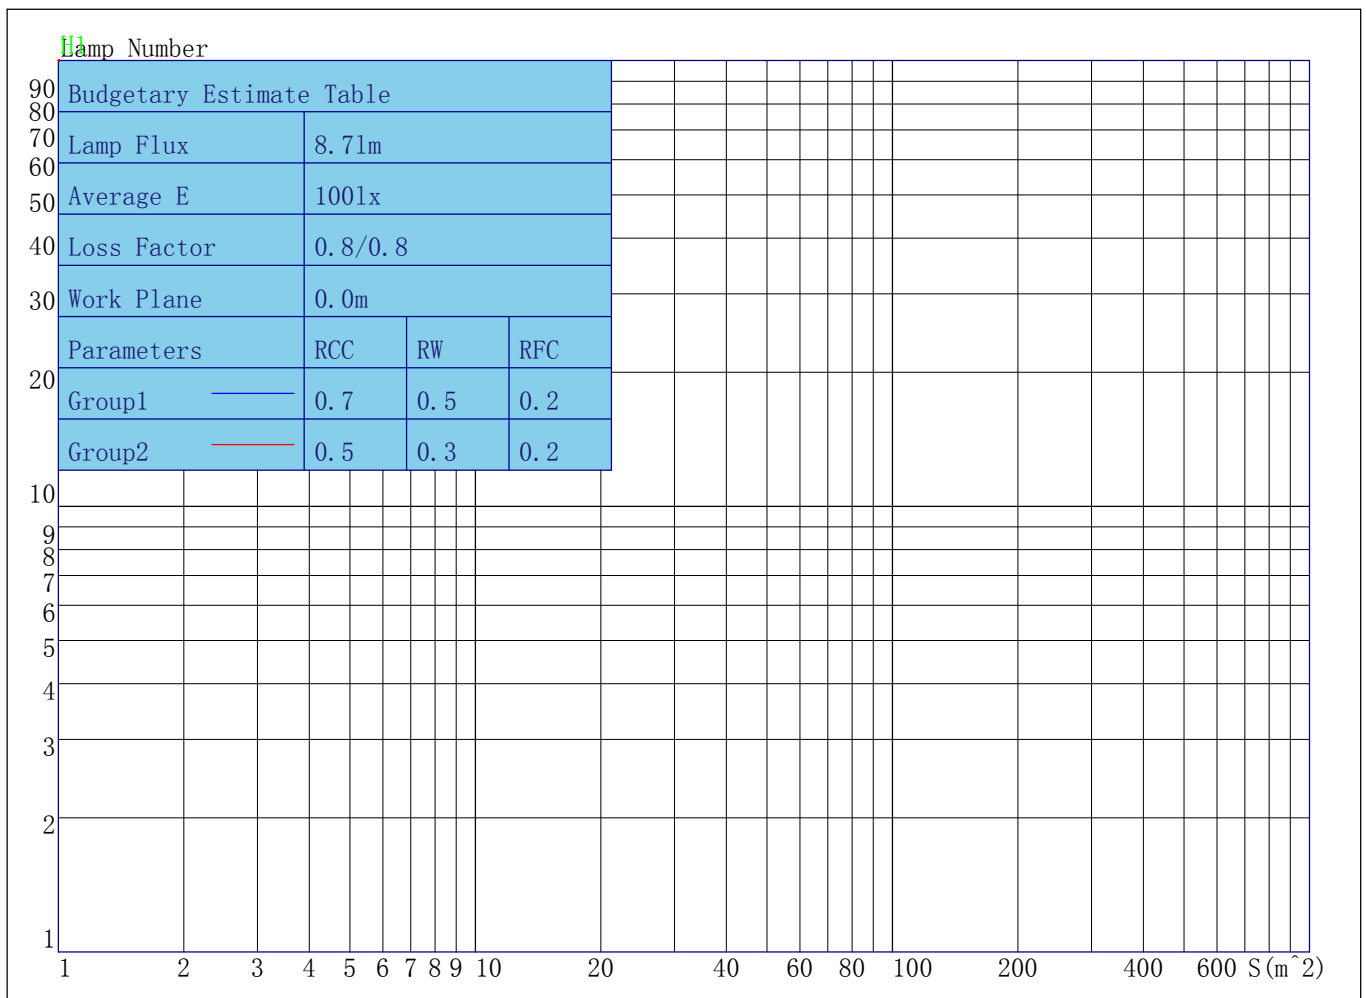 H1
Lamp Number
Budgetary Estimate Table
Lamp Flux 8.7lm
Average E 100lx
Loss Factor 0.8/0.8
Work Plane 0.0m
Parameters RCC RW RFC
Group1 0.7 0.5 0.2
Group2 0.5 0.3 0.2
90
80
70
60
50
40
30
20
10
9
8
7
6
5
4
3
2
1
1 2 3 4 5 6 7 8 9 10 20 40 60 80 100 200 400 600 S(m^2)